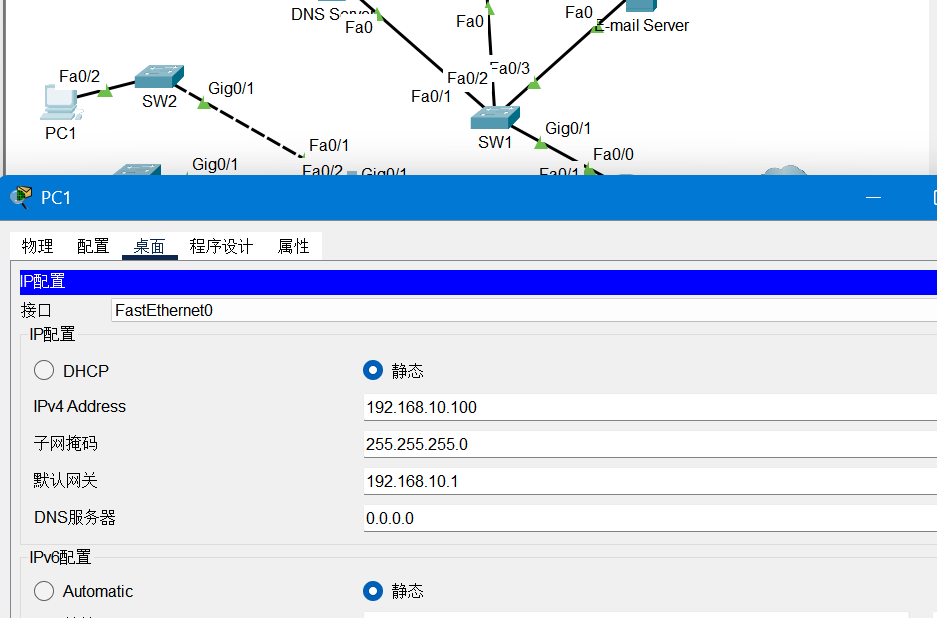 DNS Server
Fa0
Fa0
Fa0
E-mail Server
Fa0/2
SW2
Gig0/1
PC1
Fa0/2
Fa0/3
Fa0/1
SW1
Gig0/1
Fa0/1
Fa0/0
Gig0/1
Fa0/2
Gig0/1
Fa0/1
PC1
物理 配置 桌面 程序设计 属性
IP配置
接口 FastEthernet0
IP配置
DHCP 静态
IPv4 Address 192.168.10.100
子网掩码 255.255.255.0
默认网关 192.168.10.1
DNS服务器 0.0.0.0
IPv6配置
Automatic 静态